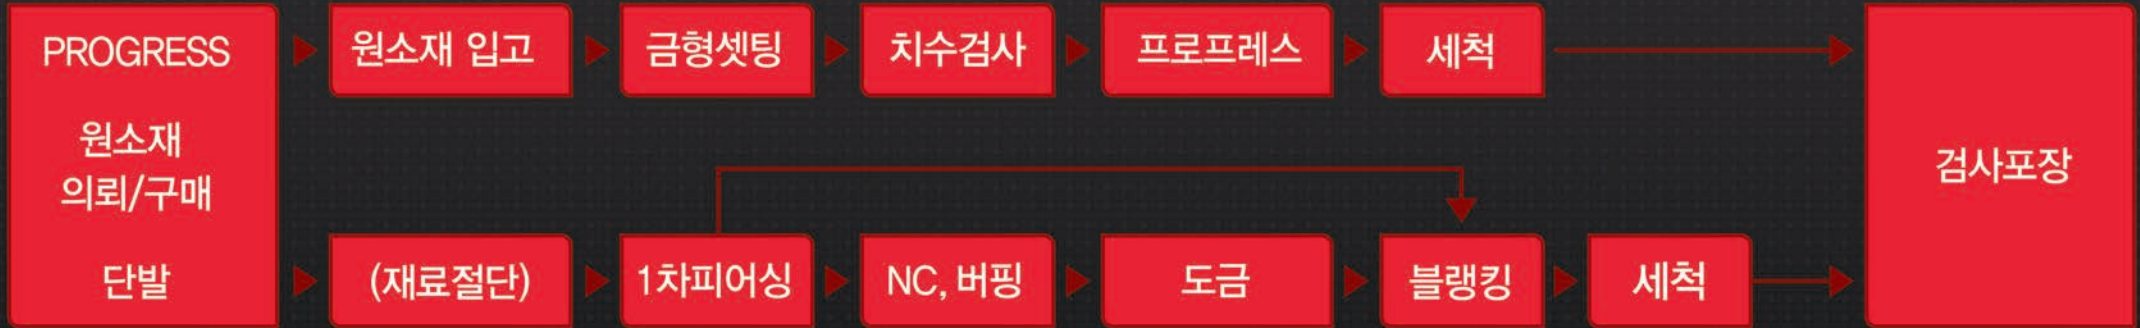 PROGRESS
원소재
의뢰/구매
단발
원소재 입고
금형셋팅
치수검사
프로프레스
세척
(재료절단)
1차피어싱
NC, 버핑
도금
블랭킹
세척
검사포장